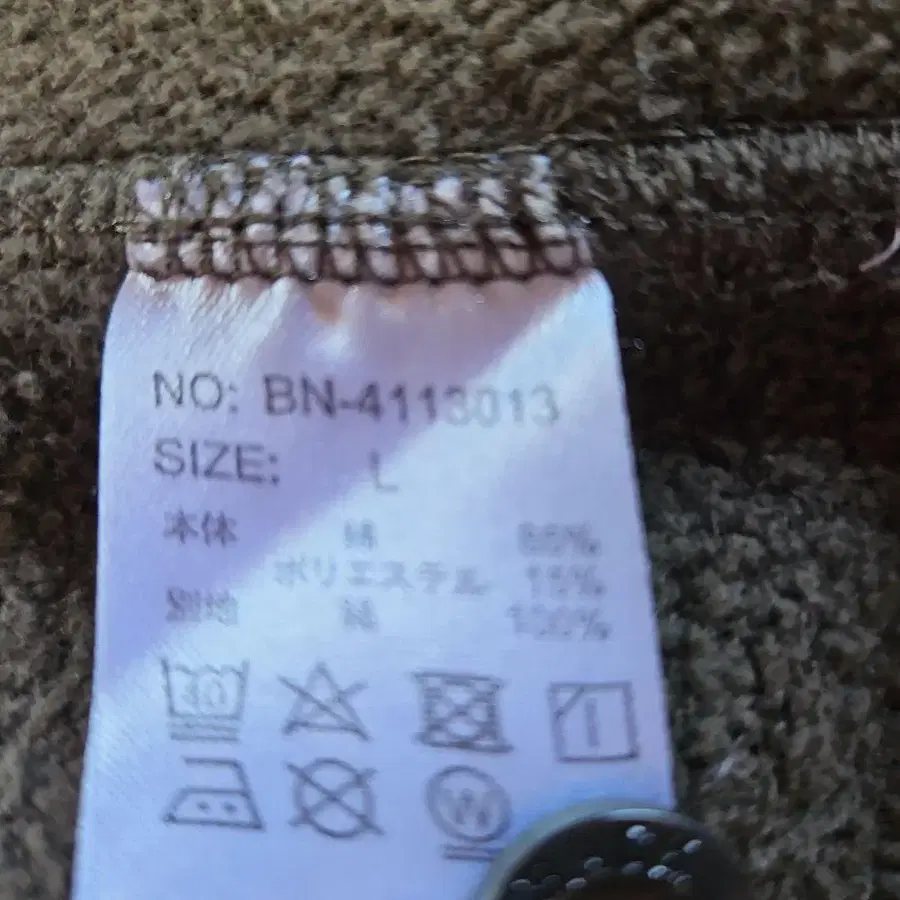 NO: BN-4113013
SIZE: L
本体 綿 85%
ポリエステル 15%
別地 綿 100%
40
W